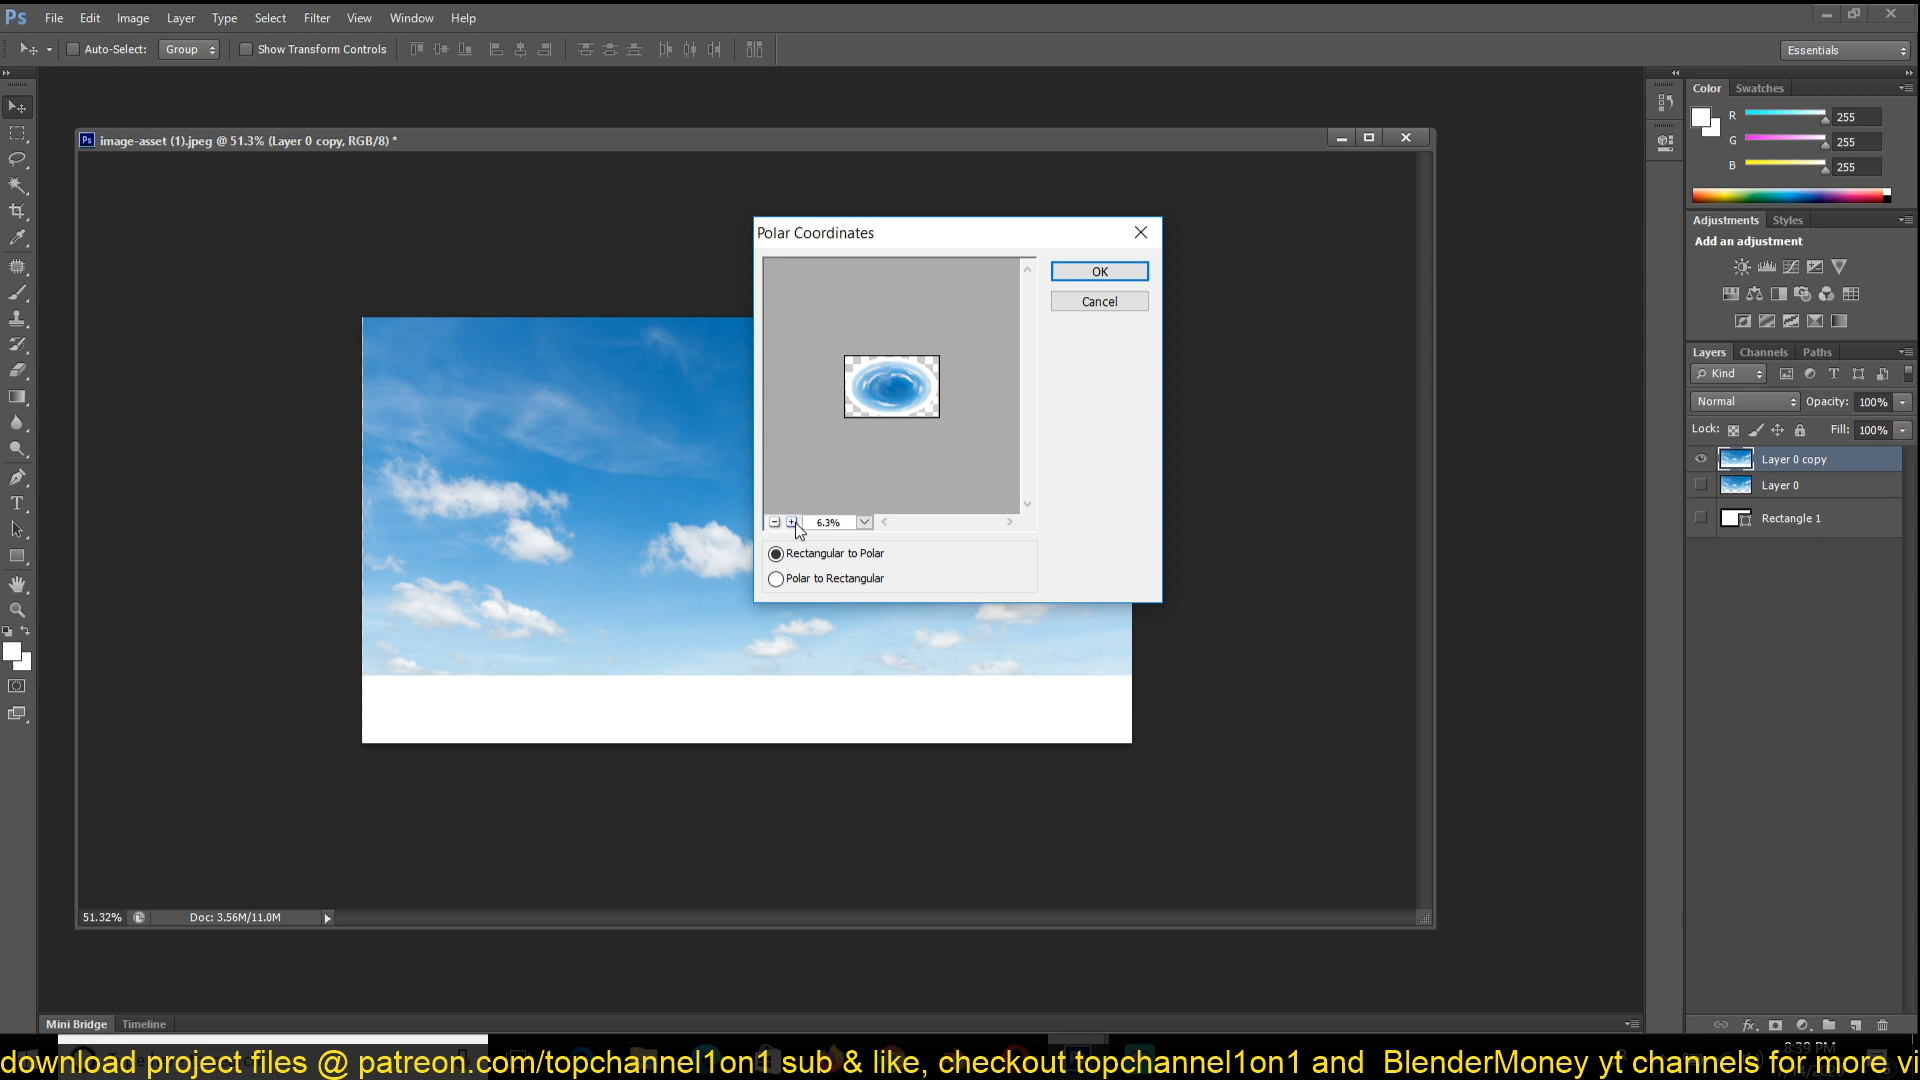 Ps File Edit Image Layer Type Select Filter View Window Help
Auto-Select: Group Show Transform Controls Essentials
Color Swatches
R 255
G 255
B 255
Ps image-asset (1).jpeg @ 51.3% (Layer 0 copy, RGB/8) *
Adjustments Styles
Add an adjustment
Polar Coordinates
OK
Cancel
6.3%
Rectangular to Polar
Polar to Rectangular
Layers Channels Paths
Kind
Normal Opacity: 100%
Lock: Fill: 100%
Layer 0 copy
Layer 0
Rectangle 1
51.32% Doc: 3.56M/11.0M
Mini Bridge Timeline
8:39 PM
download project files @ patreon.com/topchannel1on1 sub & like, checkout topchannel1on1 and BlenderMoney yt channels for more vi